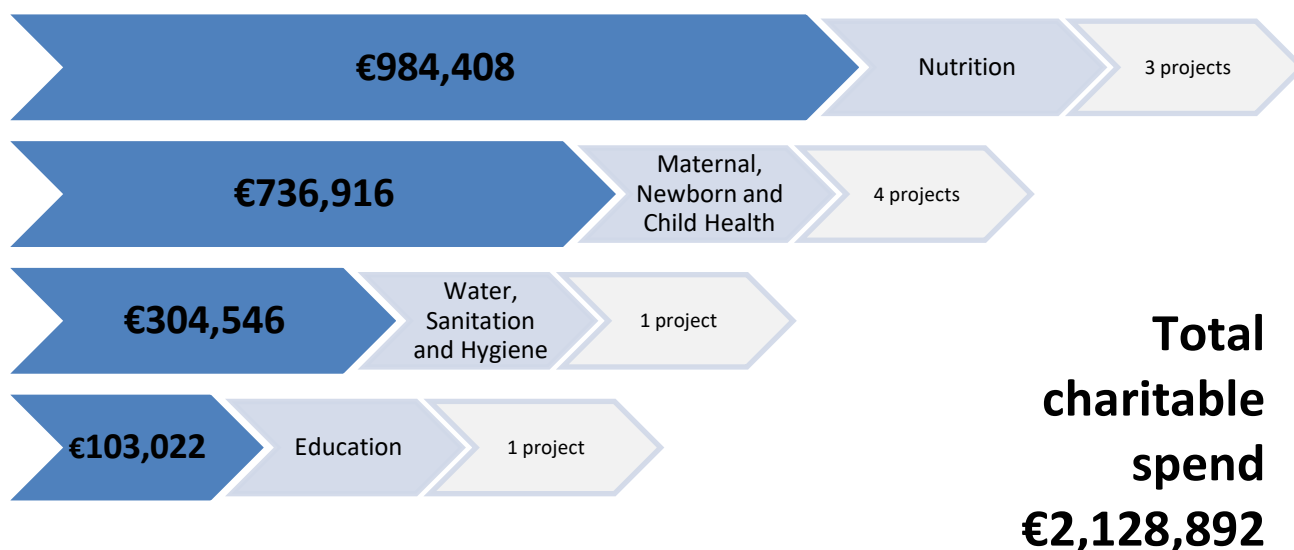 €984,408
Nutrition
3 projects
€736,916
Maternal,
Newborn and
Child Health
4 projects
€304,546
Water,
Sanitation
and Hygiene
1 project
€103,022
Education
1 project
Total
charitable
spend
€2,128,892